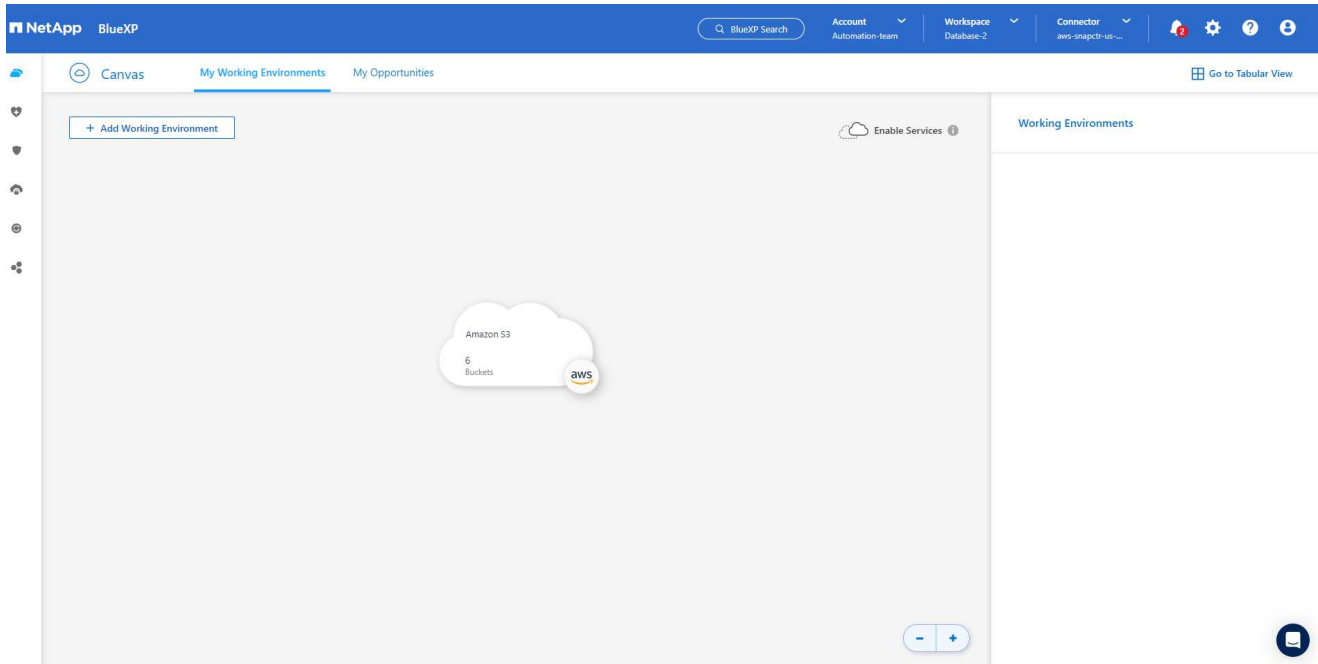 NetApp BlueXP
BlueXP Search
Account
Automation-team
Workspace
Database-2
Connector
aws-snapctr-us-...
2
Canvas
My Working Environments
My Opportunities
Go to Tabular View
+ Add Working Environment
Enable Services
Working Environments
Amazon S3
6
Buckets
aws
- +